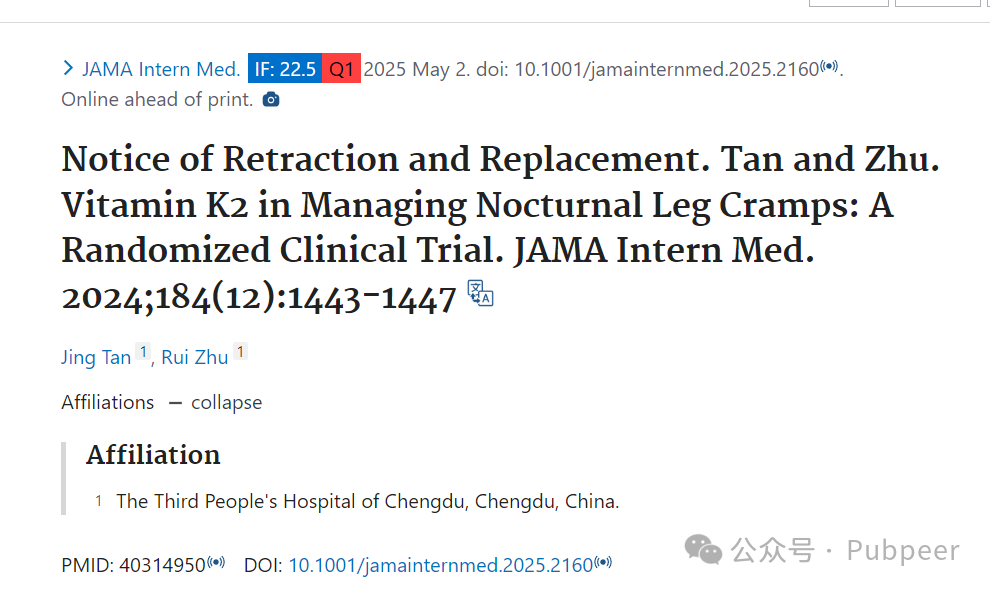 JAMA Intern Med. IF: 22.5 Q1 2025 May 2. doi: 10.1001/jamainternmed.2025.2160.
Online ahead of print.
Notice of Retraction and Replacement. Tan and Zhu.
Vitamin K2 in Managing Nocturnal Leg Cramps: A
Randomized Clinical Trial. JAMA Intern Med.
2024;184(12):1443-1447
Jing Tan 1, Rui Zhu 1
Affiliations — collapse
Affiliation
1 The Third People's Hospital of Chengdu, Chengdu, China.
PMID: 40314950 DOI: 10.1001/jamainternmed.2025.2160
公众号 · Pubpeer